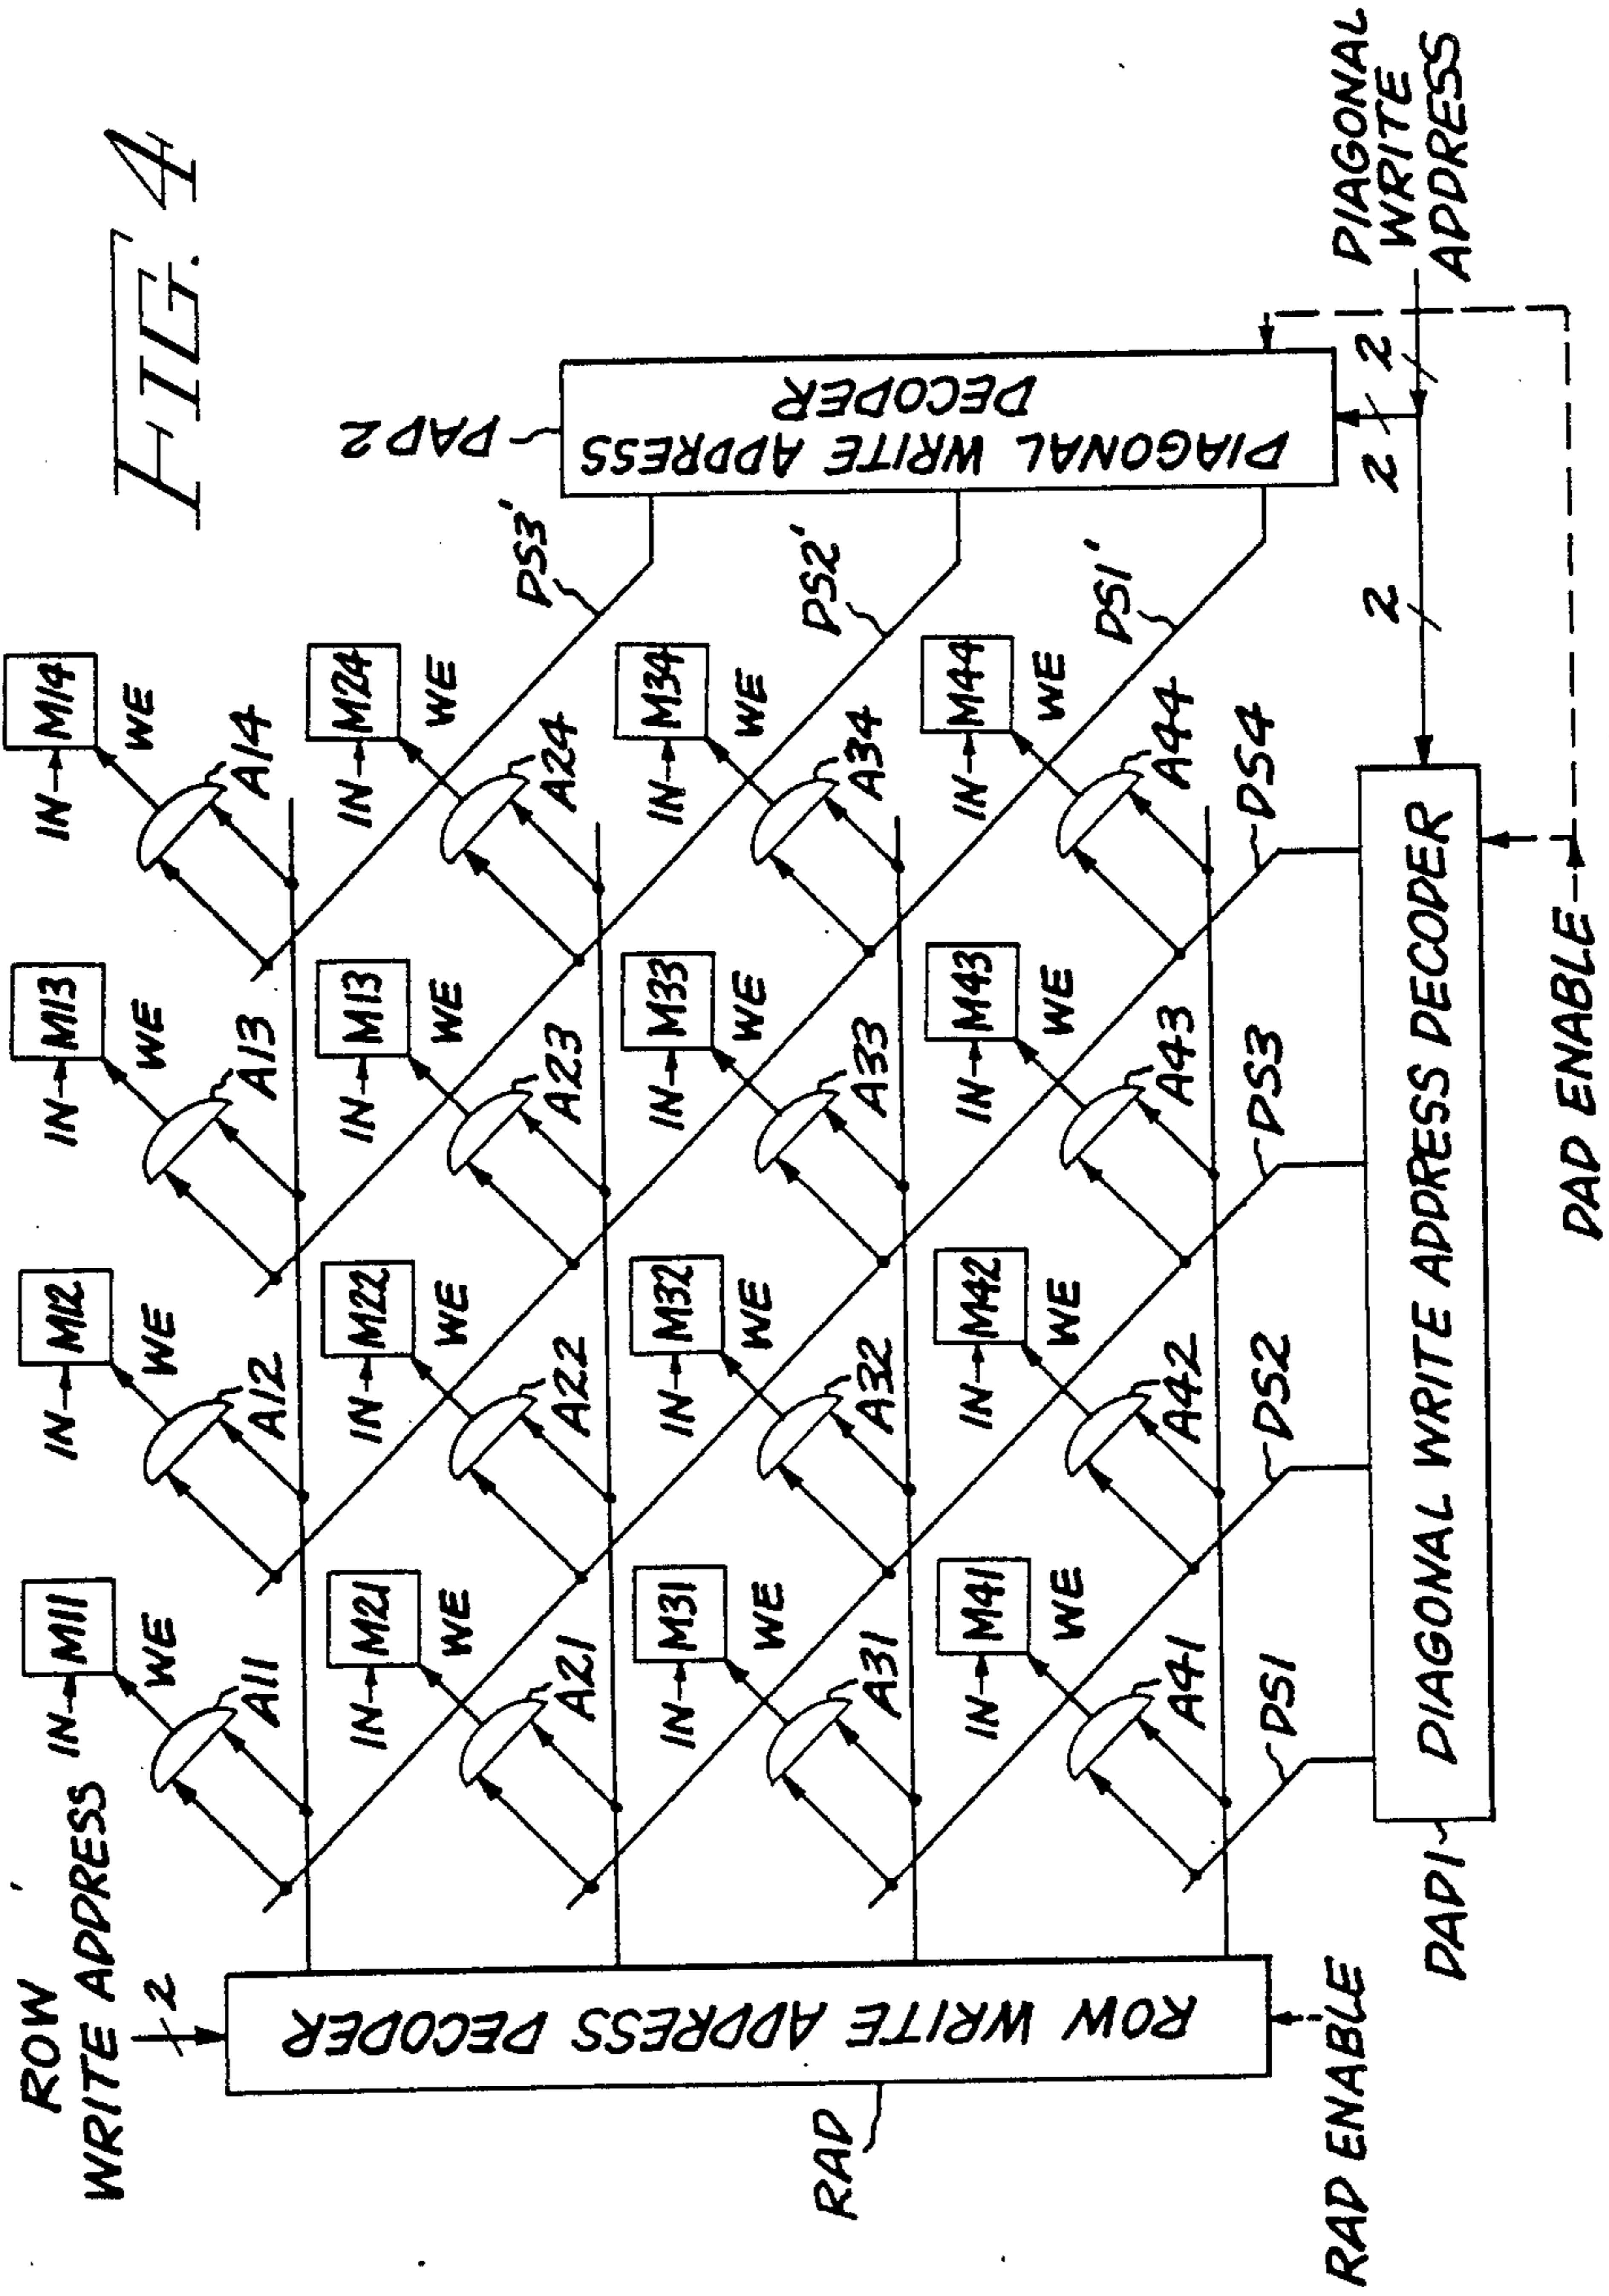 FIG. 4
ROW
WRITE ADDRESS
2
IN
M11
WE
A11
IN
M12
WE
A12
IN
M13
WE
A13
IN
M14
WE
A14
IN
M21
WE
A21
IN
M22
WE
A22
IN
M13
WE
A23
IN
M24
WE
A24
IN
M31
WE
A31
IN
M32
WE
A32
IN
M33
WE
A33
IN
M34
WE
A34
IN
M41
WE
A41
IN
M42
WE
A42
IN
M43
WE
A43
IN
M44
WE
A44
ROW WRITE ADDRESS DECODER
RAD
RAD ENABLE
DS3'
DS2'
DS1'
DAD2
DIAGONAL WRITE ADDRESS
DECODER
DS1
DS2
DS3
DS4
2
2
2
DIAGONAL
WRITE
ADDRESS
DAD1
DIAGONAL WRITE ADDRESS DECODER
DAD ENABLE